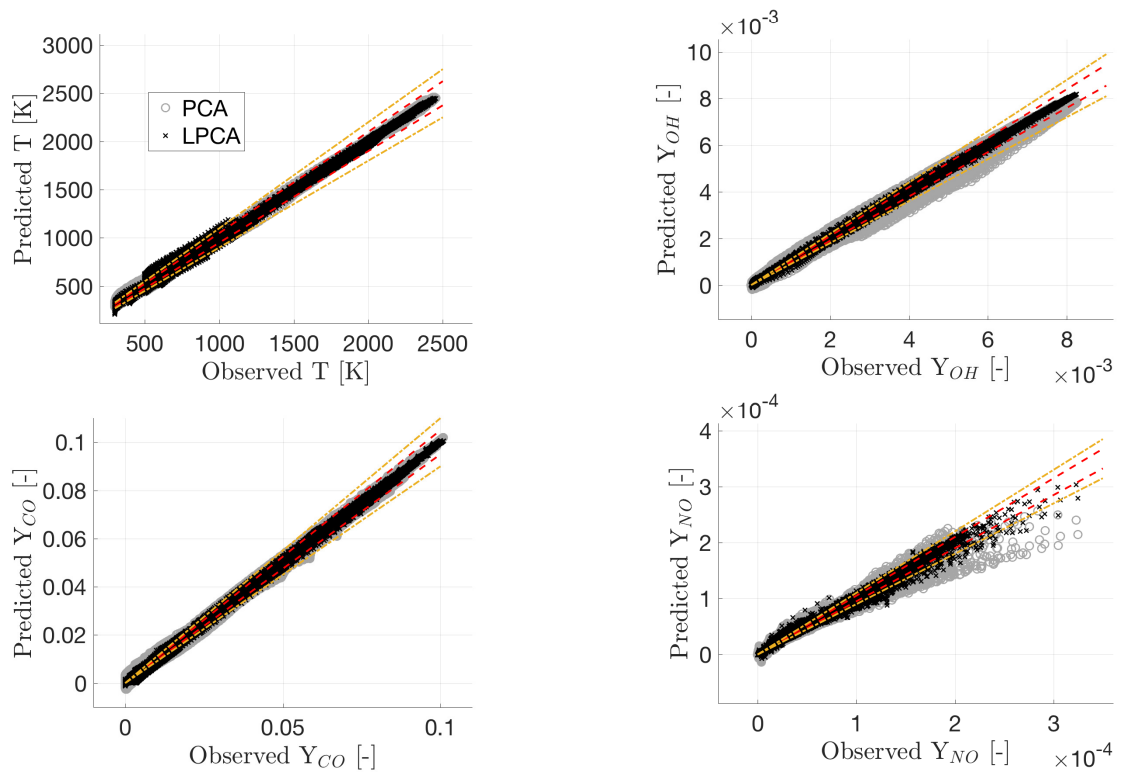 3000
2500
2000
1500
1000
500
Predicted T [K]
PCA
LPCA
500 1000 1500 2000 2500
Observed T [K]
×10⁻³
10
8
6
4
2
0
Predicted Y_OH [-]
0 2 4 6 8
Observed Y_OH [-]
×10⁻³
0.1
0.08
0.06
0.04
0.02
0
Predicted Y_CO [-]
0 0.05 0.1
Observed Y_CO [-]
×10⁻⁴
4
3
2
1
0
Predicted Y_NO [-]
0 1 2 3
Observed Y_NO [-]
×10⁻⁴